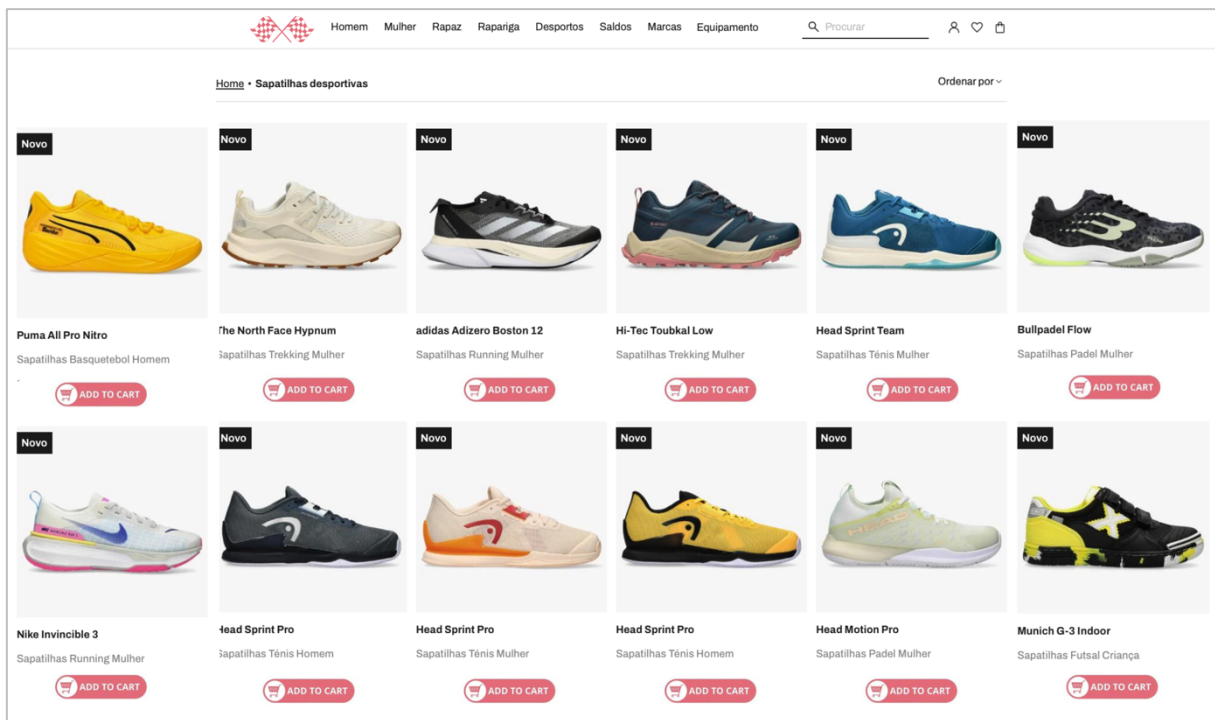 Homem Mulher Rapaz Rapariga Desportos Saldos Marcas Equipamento Procurar
Home • Sapatilhas desportivas
Ordenar por
Novo Novo Novo Novo Novo Novo
Puma All Pro Nitro
Sapatilhas Basquetebol Homem
ADD TO CART
The North Face Hypnum
Sapatilhas Trekking Mulher
ADD TO CART
adidas Adizero Boston 12
Sapatilhas Running Mulher
ADD TO CART
Hi-Tec Toubkal Low
Sapatilhas Trekking Mulher
ADD TO CART
Head Sprint Team
Sapatilhas Ténis Mulher
ADD TO CART
Bullpadel Flow
Sapatilhas Padel Mulher
ADD TO CART
Novo Novo Novo Novo Novo Novo
Nike Invincible 3
Sapatilhas Running Mulher
ADD TO CART
Head Sprint Pro
Sapatilhas Ténis Homem
ADD TO CART
Head Sprint Pro
Sapatilhas Ténis Mulher
ADD TO CART
Head Sprint Pro
Sapatilhas Ténis Homem
ADD TO CART
Head Motion Pro
Sapatilhas Padel Mulher
ADD TO CART
Munich G-3 Indoor
Sapatilhas Futsal Criança
ADD TO CART